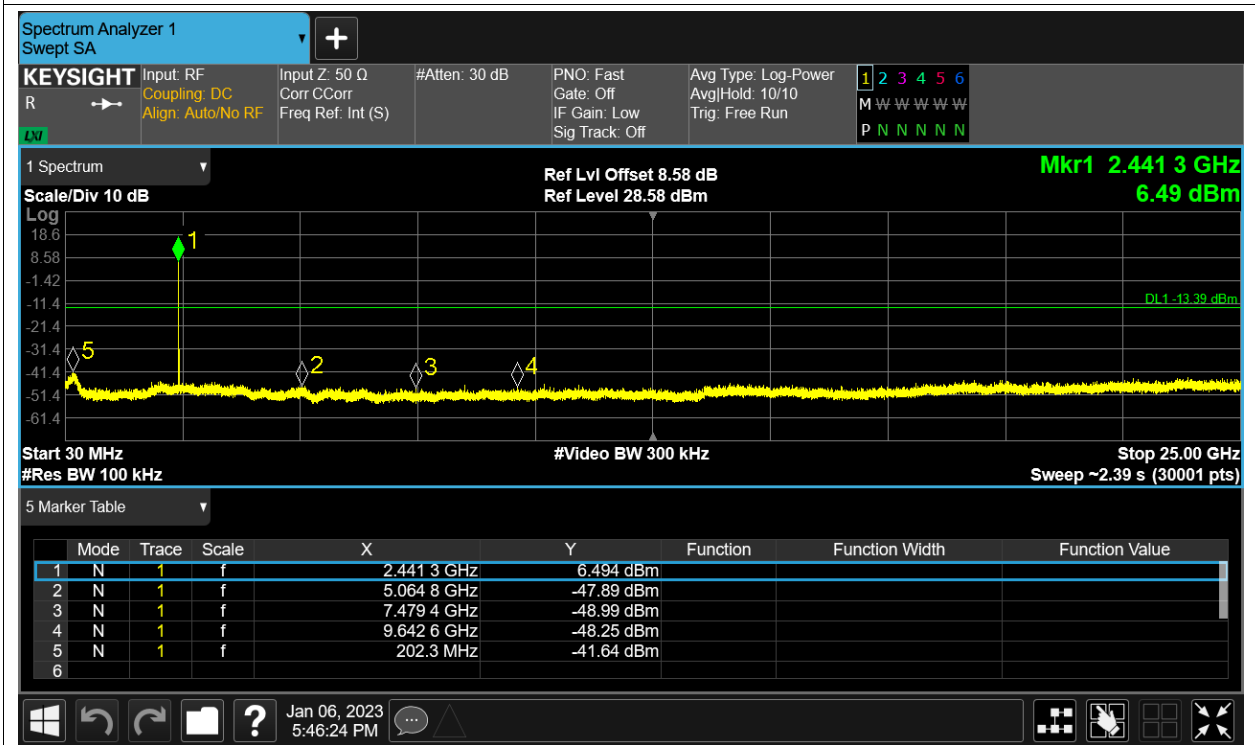 Spectrum Analyzer 1
Swept SA
+
KEYSIGHT
R
LXI
Input: RF
Coupling: DC
Align: Auto/No RF
Input Z: 50 Ω
Corr CCorr
Freq Ref: Int (S)
#Atten: 30 dB
PNO: Fast
Gate: Off
IF Gain: Low
Sig Track: Off
Avg Type: Log-Power
Avg|Hold: 10/10
Trig: Free Run
1 2 3 4 5 6
M W W W W W
P N N N N N
1 Spectrum
Scale/Div 10 dB
Ref Lvl Offset 8.58 dB
Ref Level 28.58 dBm
Mkr1 2.441 3 GHz
6.49 dBm
Log
18.6
8.58
-1.42
-11.4
-21.4
-31.4
-41.4
-51.4
-61.4
1
DL1 -13.39 dBm
5
2
3
4
Start 30 MHz
#Video BW 300 kHz
Stop 25.00 GHz
#Res BW 100 kHz
Sweep ~2.39 s (30001 pts)
5 Marker Table
Mode Trace Scale X Y Function Function Width Function Value
1 N 1 f 2.441 3 GHz 6.494 dBm
2 N 1 f 5.064 8 GHz -47.89 dBm
3 N 1 f 7.479 4 GHz -48.99 dBm
4 N 1 f 9.642 6 GHz -48.25 dBm
5 N 1 f 202.3 MHz -41.64 dBm
6
?
Jan 06, 2023
5:46:24 PM